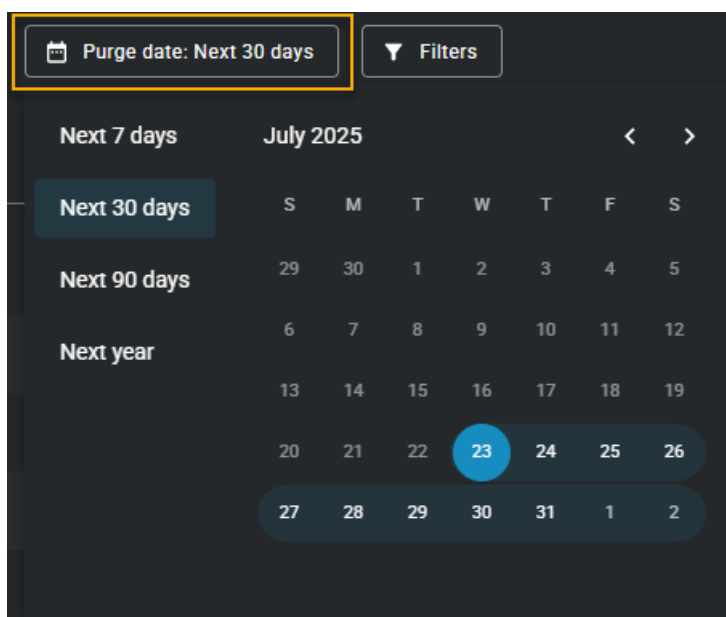 Purge date: Next 30 days
Filters
Next 7 days
Next 30 days
Next 90 days
Next year
July 2025
S M T W T F S
29 30 1 2 3 4 5
6 7 8 9 10 11 12
13 14 15 16 17 18 19
20 21 22 23 24 25 26
27 28 29 30 31 1 2